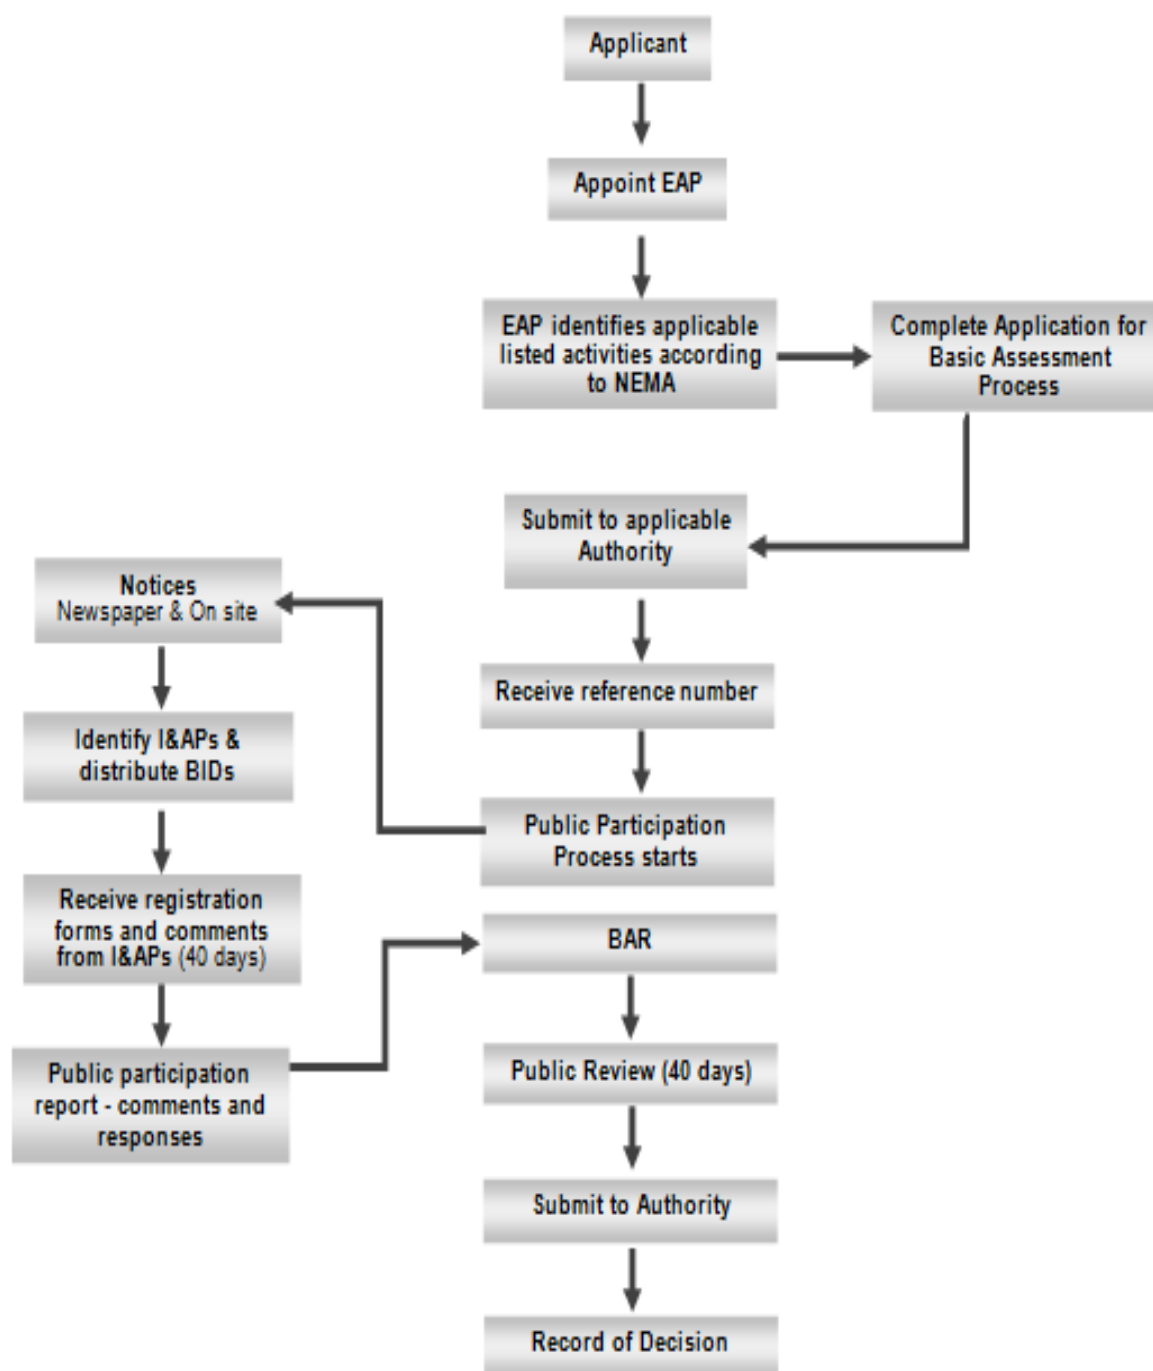 Applicant
Appoint EAP
EAP identifies applicable
listed activities according
to NEMA
Complete Application for
Basic Assessment
Process
Submit to applicable
Authority
Receive reference number
Public Participation
Process starts
Notices
Newspaper & On site
Identify I&APs &
distribute BIDs
Receive registration
forms and comments
from I&APs (40 days)
Public participation
report - comments and
responses
BAR
Public Review (40 days)
Submit to Authority
Record of Decision